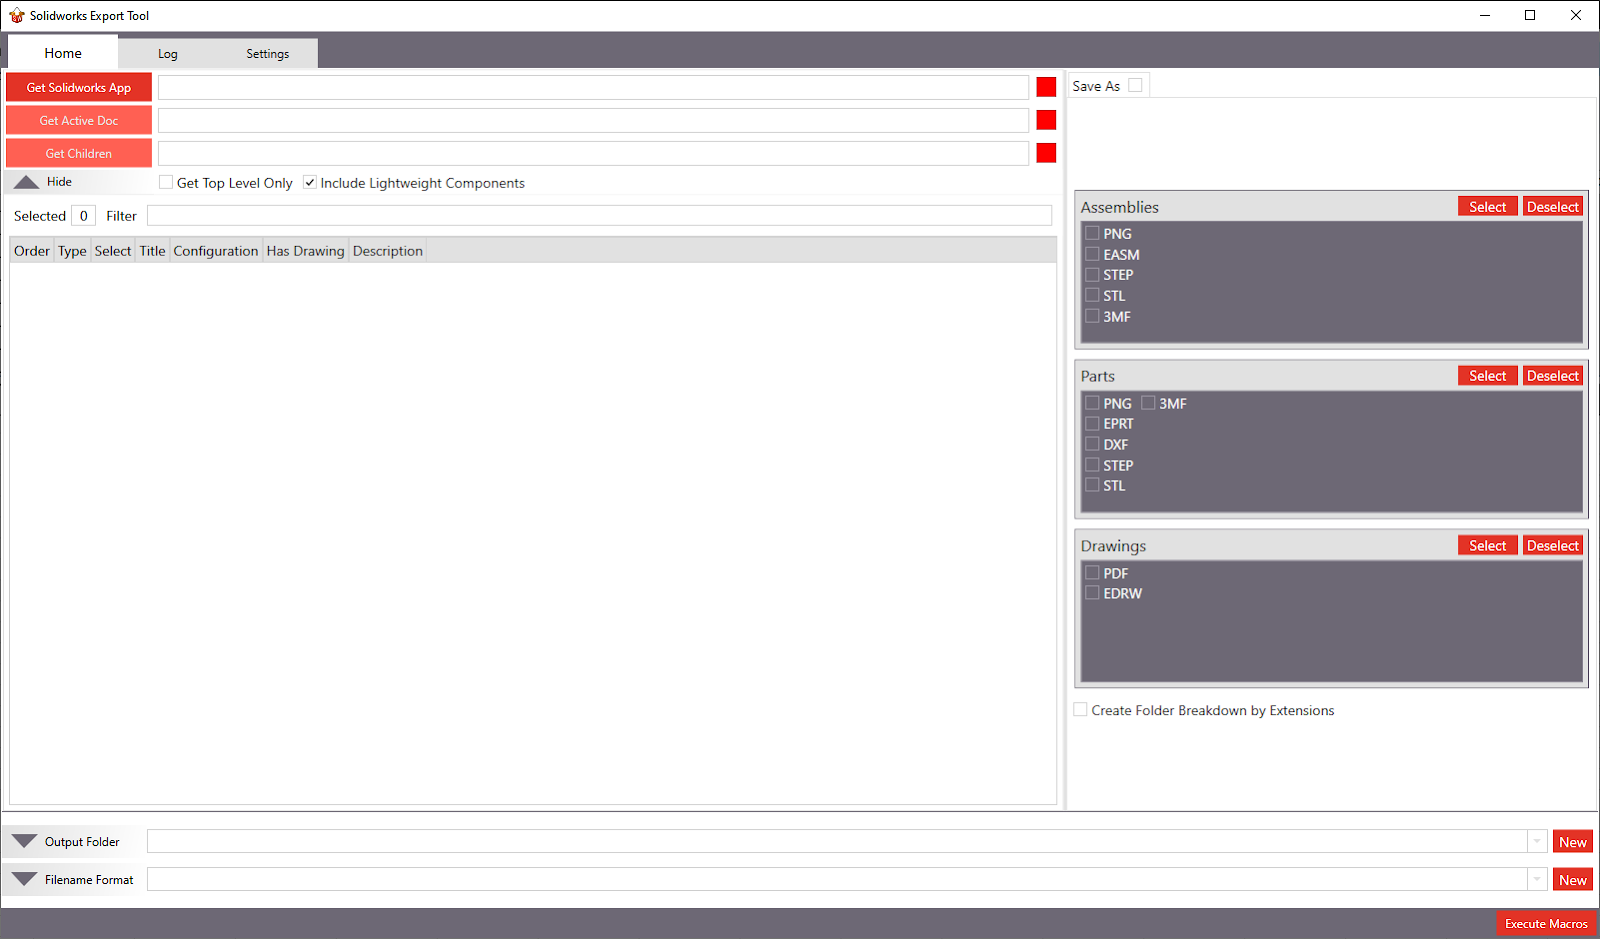 Solidworks Export Tool
Home Log Settings
Get Solidworks App
Get Active Doc
Get Children
Hide
Get Top Level Only Include Lightweight Components
Selected 0 Filter
Order Type Select Title Configuration Has Drawing Description
Save As
Assemblies Select Deselect
PNG
EASM
STEP
STL
3MF
Parts Select Deselect
PNG 3MF
EPRT
DXF
STEP
STL
Drawings Select Deselect
PDF
EDRW
Create Folder Breakdown by Extensions
Output Folder New
Filename Format New
Execute Macros